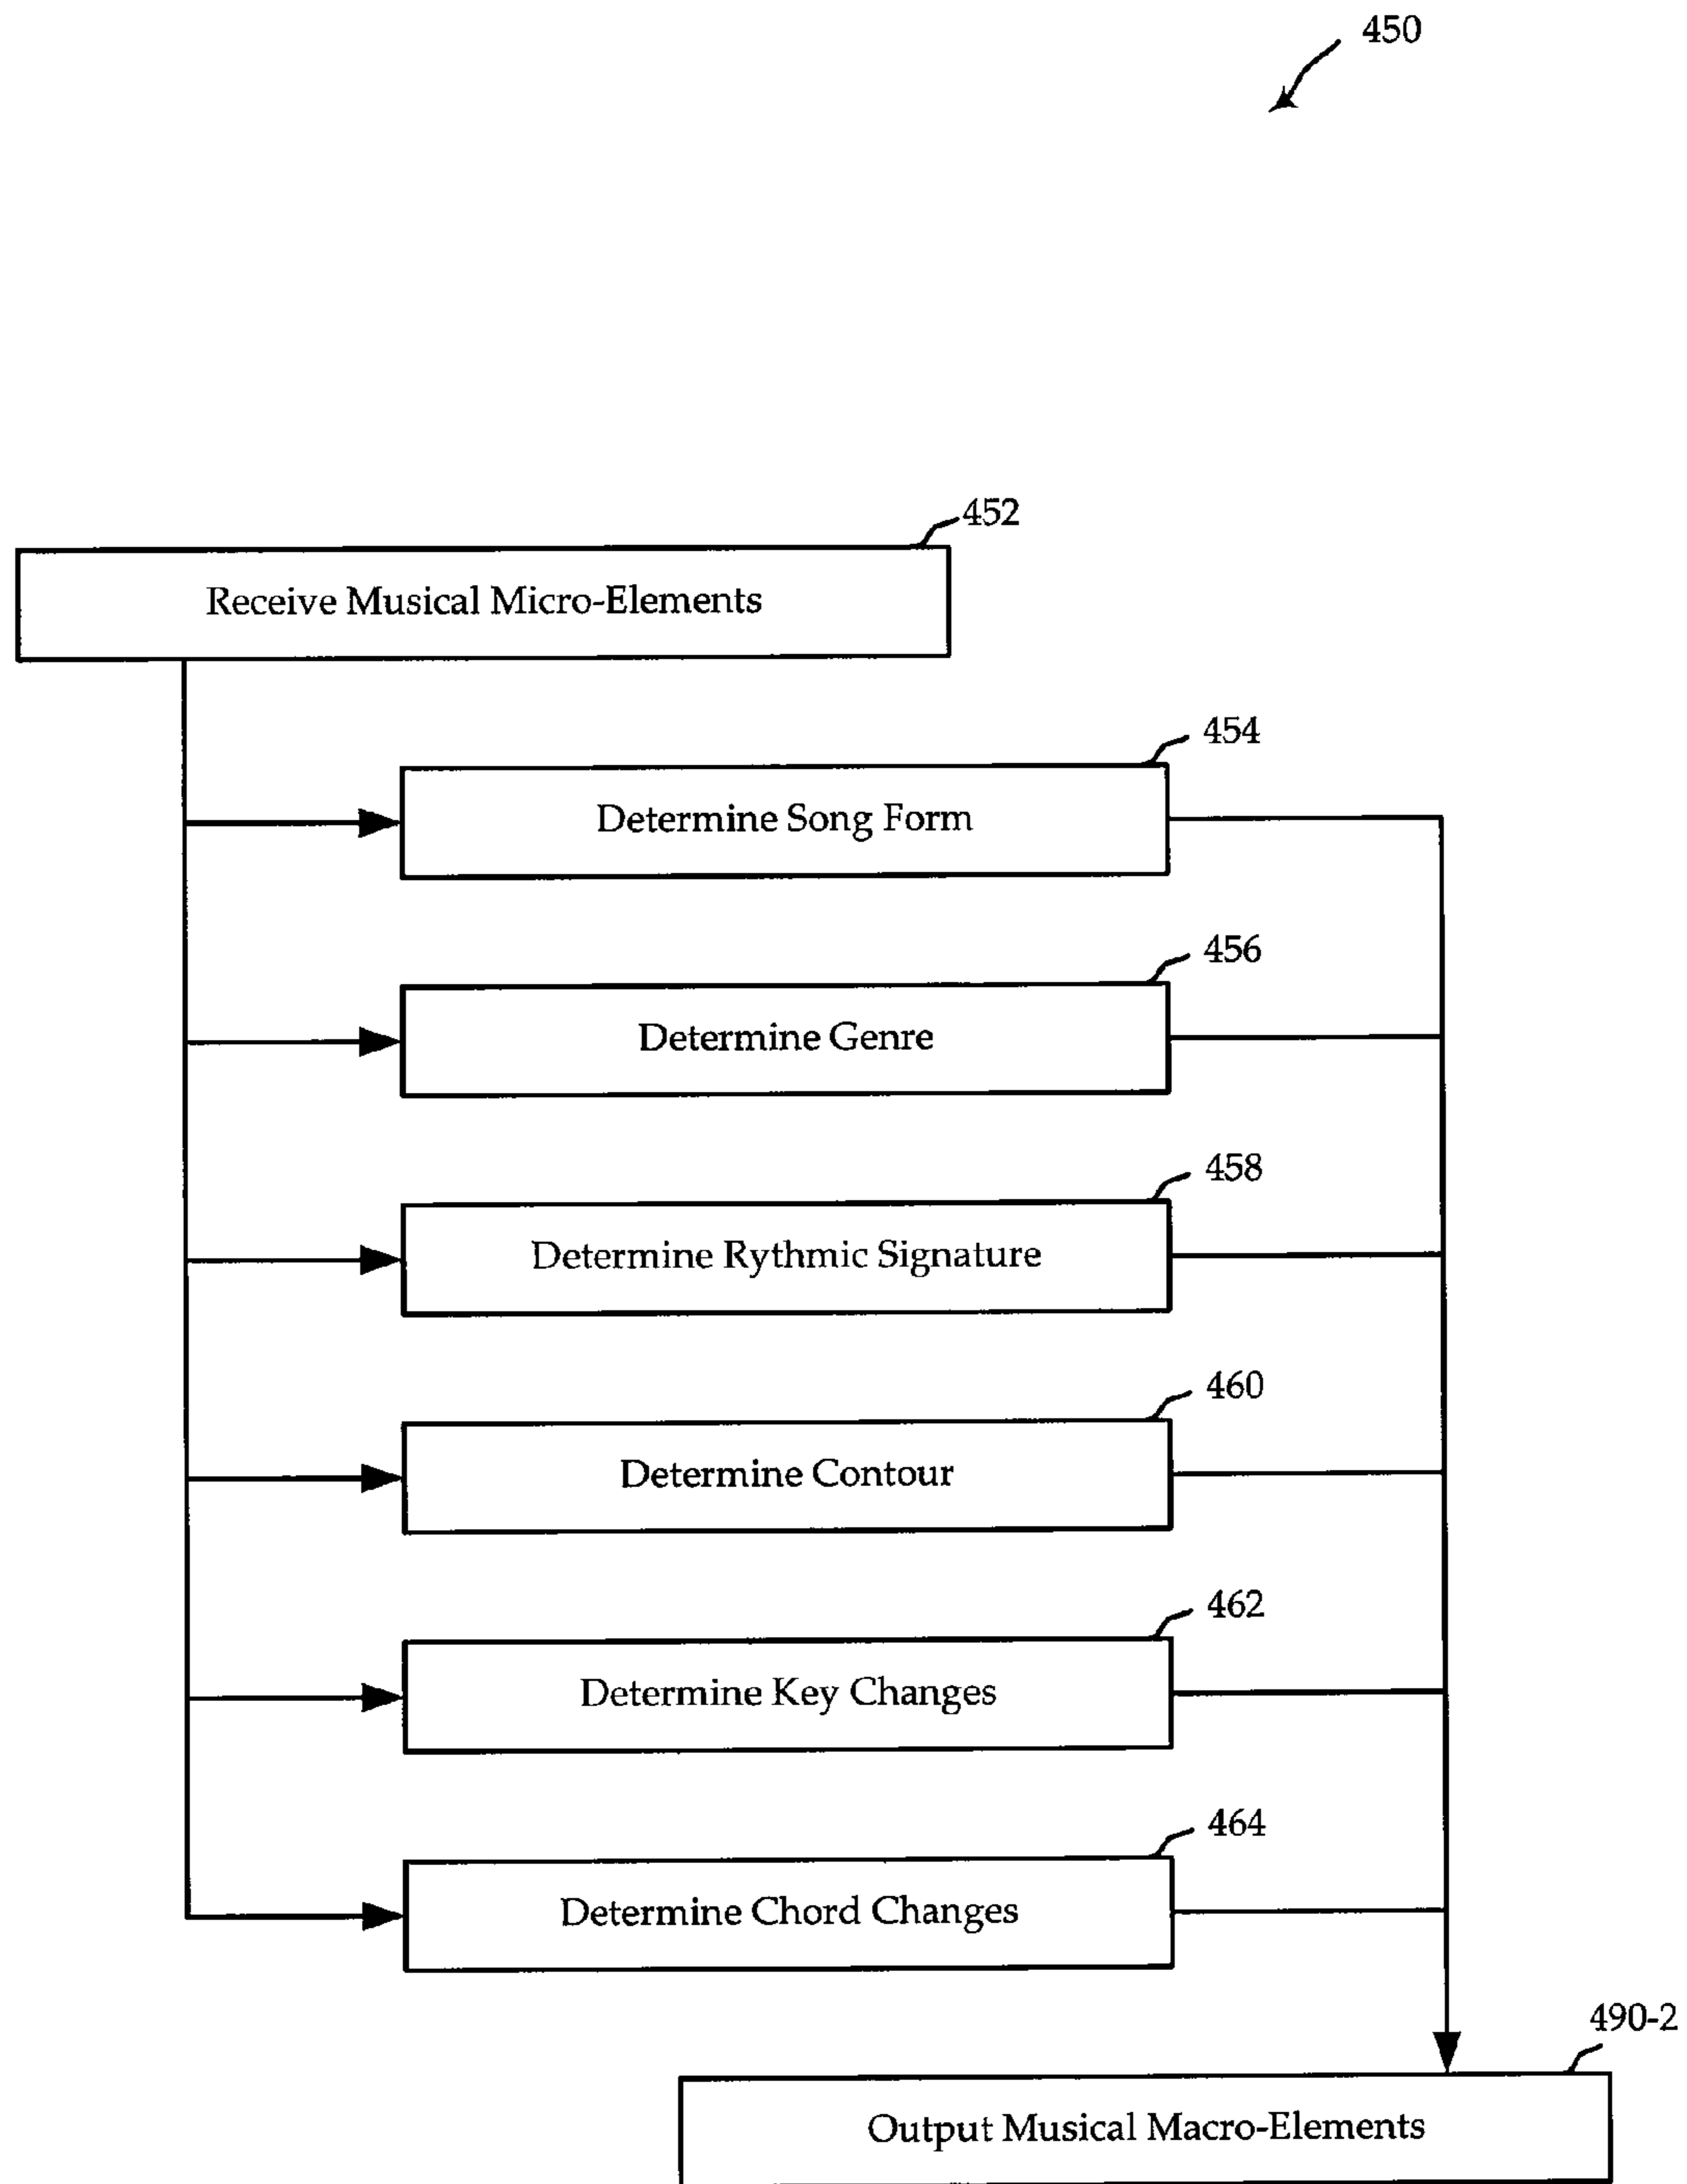 450
452
Receive Musical Micro-Elements
454
Determine Song Form
456
Determine Genre
458
Determine Rythmic Signature
460
Determine Contour
462
Determine Key Changes
464
Determine Chord Changes
490-2
Output Musical Macro-Elements